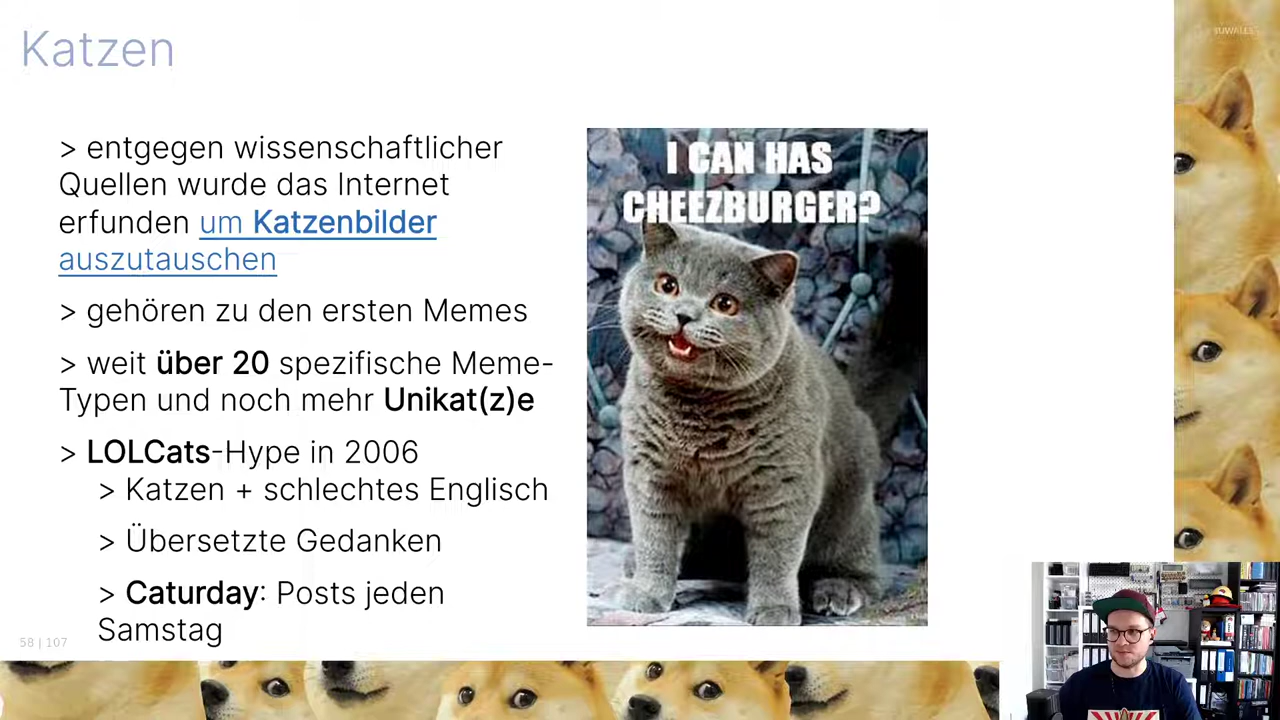 Katzen
> entgegen wissenschaftlicher
Quellen wurde das Internet
erfunden um Katzenbilder
auszutauschen
> gehören zu den ersten Memes
> weit über 20 spezifische Meme-
Typen und noch mehr Unikat(z)e
> LOLCats-Hype in 2006
> Katzen + schlechtes Englisch
> Übersetzte Gedanken
> Caturday: Posts jeden
Samstag
58 | 107
I CAN HAS
CHEEZBURGER?